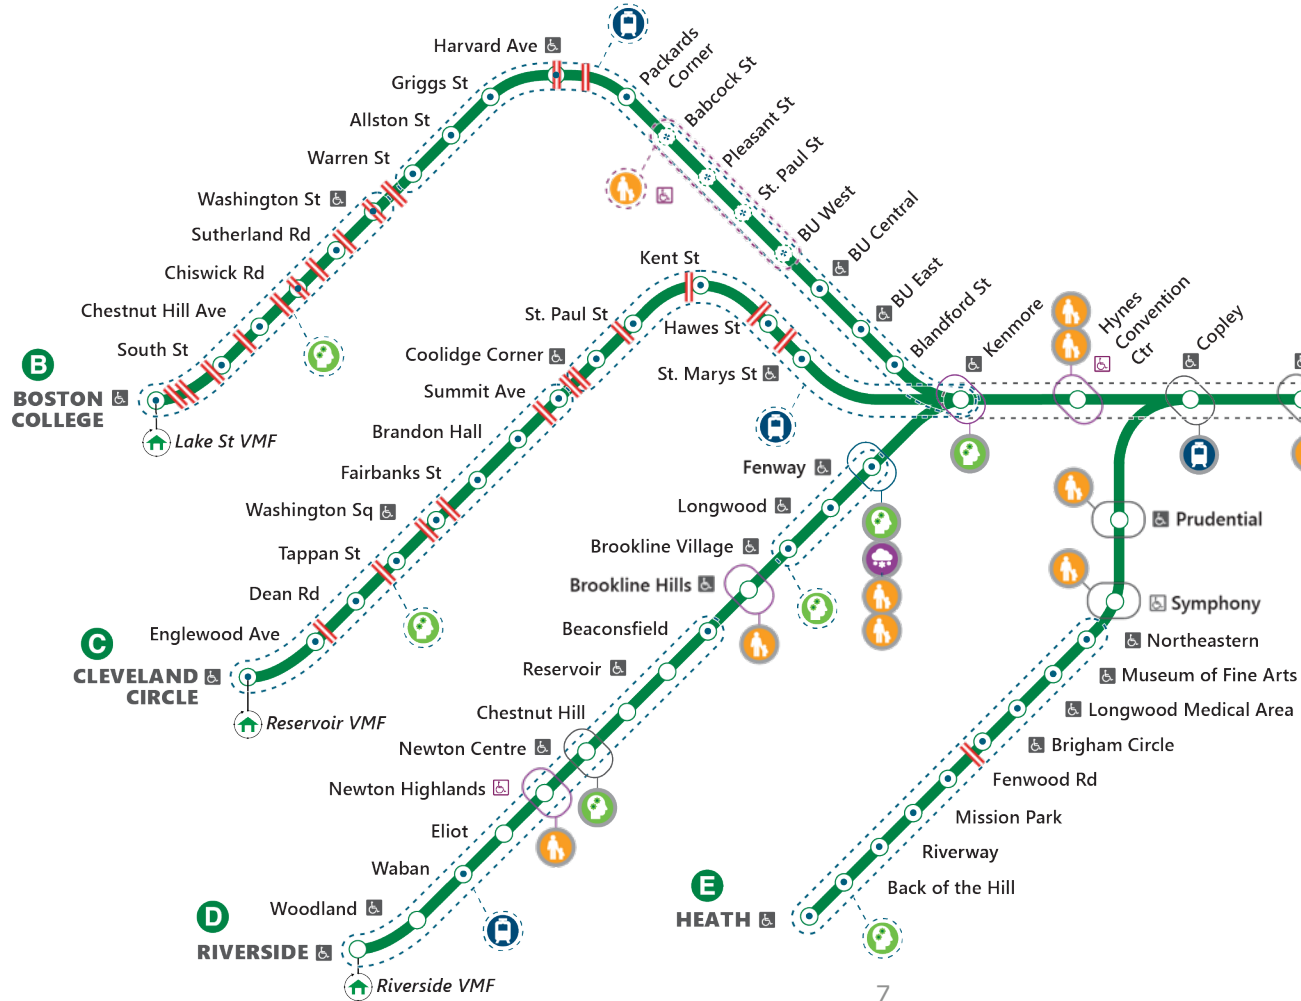 Harvard Ave
Griggs St
Allston St
Warren St
Washington St
Sutherland Rd
Chiswick Rd
Chestnut Hill Ave
South St
B
BOSTON
COLLEGE
Lake St VMF
Packards
Corner
Babcock St
Pleasant St
St. Paul St
BU West
BU Central
BU East
Blandford St
Kenmore
Hynes
Convention
Ctr
Copley
Kent St
St. Paul St
Hawes St
Coolidge Corner
St. Marys St
Summit Ave
Brandon Hall
Fairbanks St
Washington Sq
Tappan St
Dean Rd
Englewood Ave
C
CLEVELAND
CIRCLE
Reservoir VMF
Fenway
Longwood
Brookline Village
Brookline Hills
Beaconsfield
Reservoir
Chestnut Hill
Newton Centre
Newton Highlands
Eliot
Waban
Woodland
D
RIVERSIDE
Riverside VMF
Prudential
Symphony
Northeastern
Museum of Fine Arts
Longwood Medical Area
Brigham Circle
Fenwood Rd
Mission Park
Riverway
Back of the Hill
E
HEATH
7